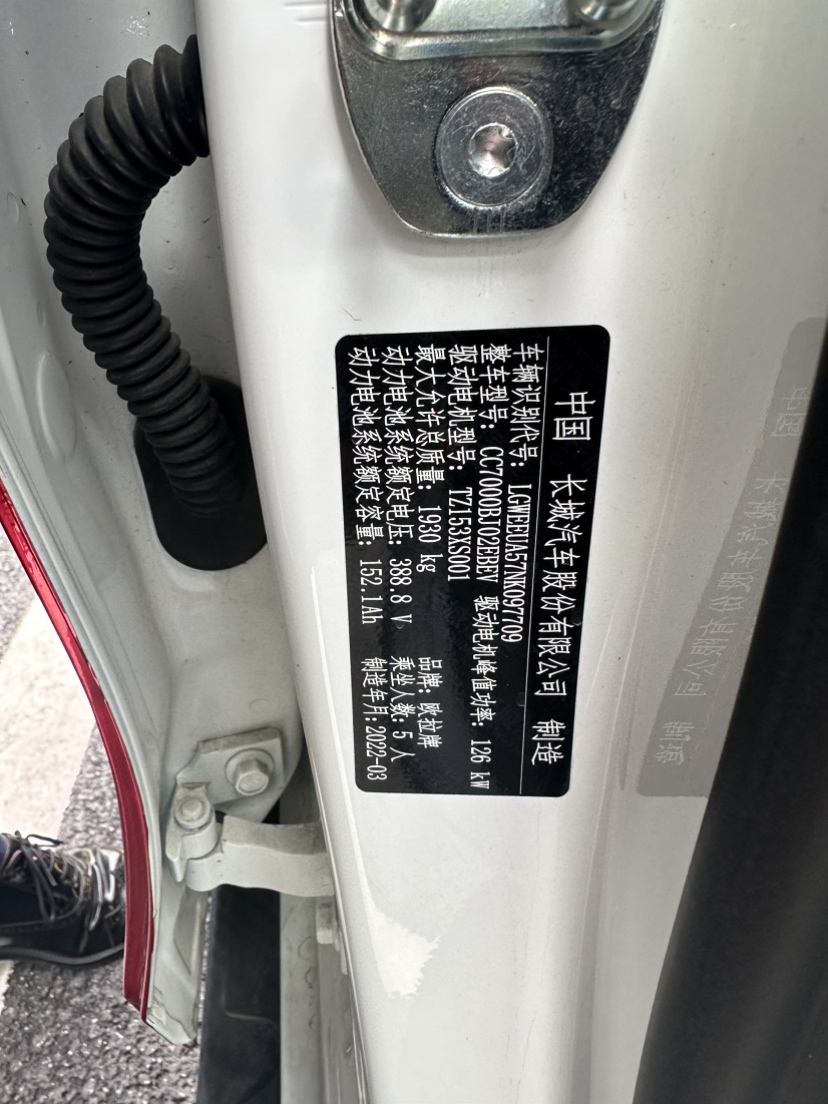 中国 长城汽车股份有限公司 制造
车辆识别代号: LGWEEUA57NK097709
整车型号: CC7000BJ02EBEV 驱动电机峰值功率: 126 kW
驱动电机型号: TZ153XS001
最大允许总质量: 1930 kg 品牌: 欧拉牌
动力电池系统额定电压: 388.8 V 乘坐人数: 5 人
动力电池系统额定容量: 152.1Ah 制造年月: 2022-03